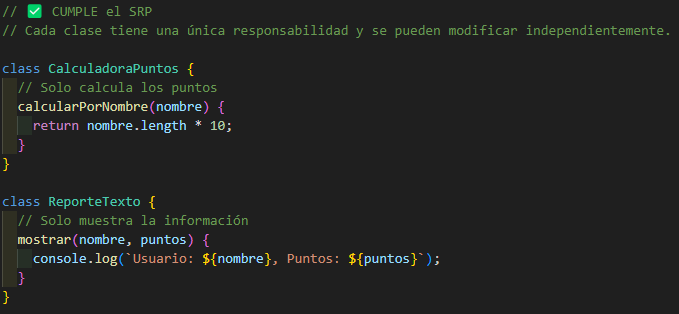 // ✅ CUMPLE el SRP
// Cada clase tiene una única responsabilidad y se pueden modificar independientemente.

class CalculadoraPuntos {
  // Solo calcula los puntos
  calcularPorNombre(nombre) {
    return nombre.length * 10;
  }
}

class ReporteTexto {
  // Solo muestra la información
  mostrar(nombre, puntos) {
    console.log(`Usuario: ${nombre}, Puntos: ${puntos}`);
  }
}